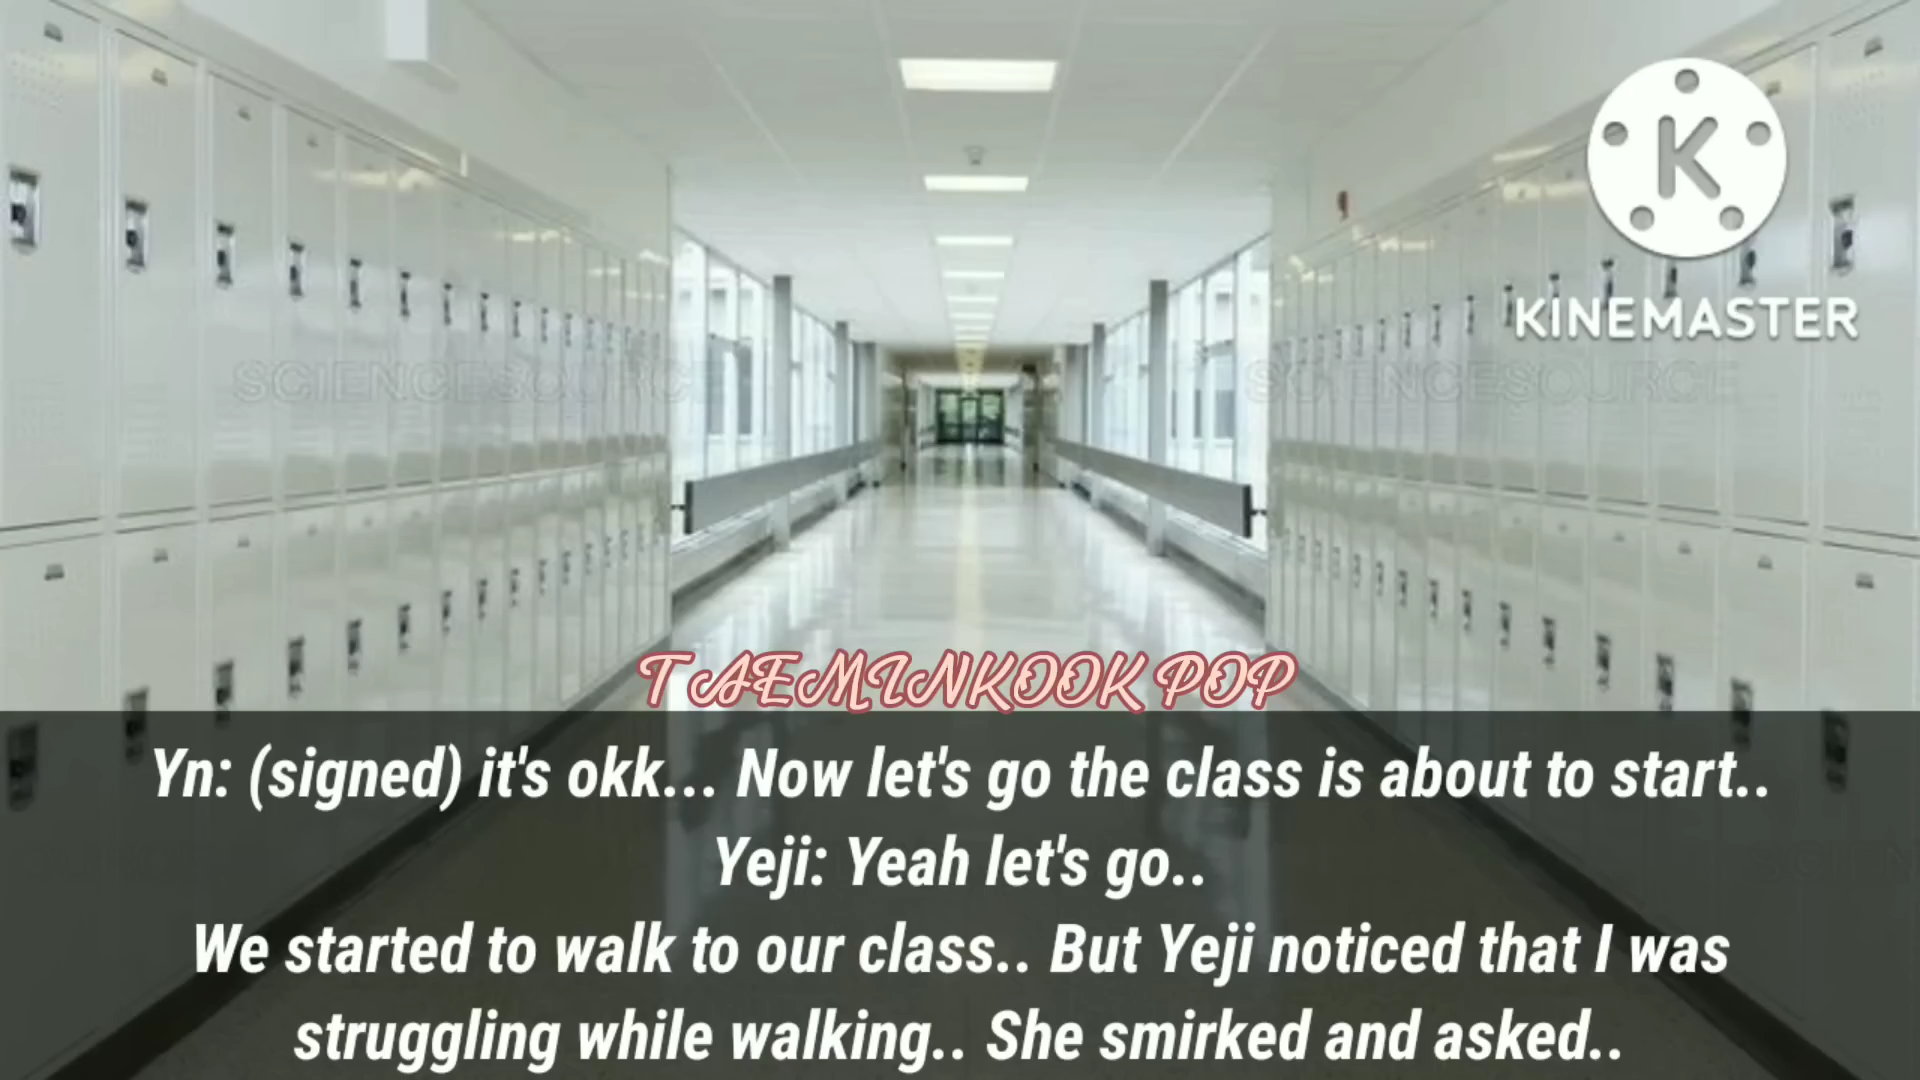 K
KINEMASTER
SCIENCESOURCE
SCIENCESOURCE
TAEMINKOOK POP
Yn: (signed) it's okk... Now let's go the class is about to start..
Yeji: Yeah let's go..
We started to walk to our class.. But Yeji noticed that I was
struggling while walking.. She smirked and asked..